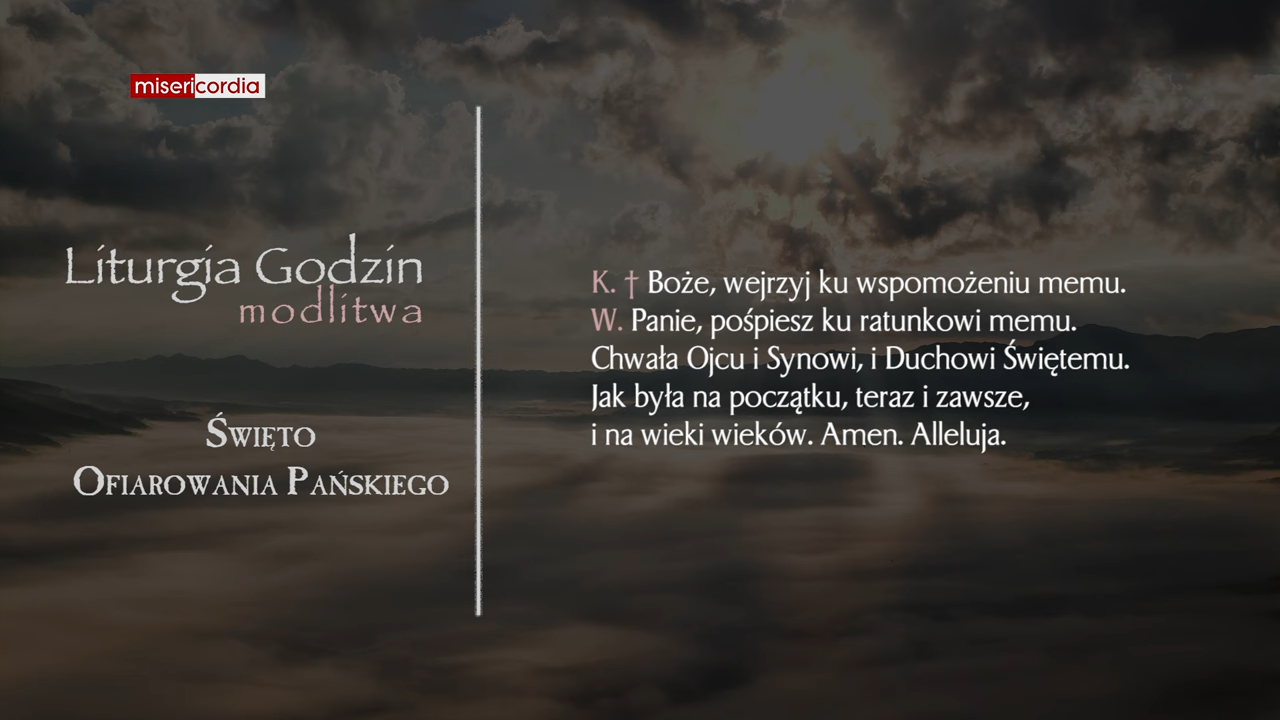 misericordia
Liturgia Godzin
modlitwa
Święto
Ofiarowania Pańskiego
K. † Boże, wejrzyj ku wspomożeniu memu.
W. Panie, pośpiesz ku ratunkowi memu.
Chwała Ojcu i Synowi, i Duchowi Świętemu.
Jak była na początku, teraz i zawsze,
i na wieki wieków. Amen. Alleluja.